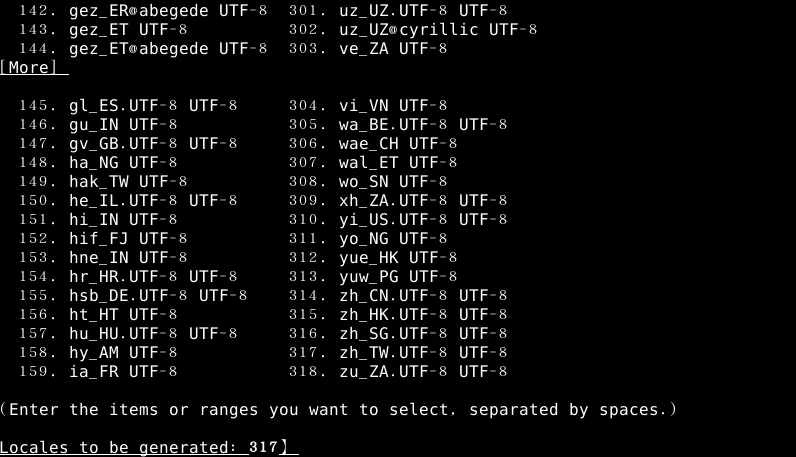 142. gez_ER@abegede UTF-8  301. uz_UZ.UTF-8 UTF-8
143. gez_ET UTF-8  302. uz_UZ@cyrillic UTF-8
144. gez_ET@abegede UTF-8  303. ve_ZA UTF-8
[More]
145. gl_ES.UTF-8 UTF-8  304. vi_VN UTF-8
146. gu_IN UTF-8  305. wa_BE.UTF-8 UTF-8
147. gv_GB.UTF-8 UTF-8  306. wae_CH UTF-8
148. ha_NG UTF-8  307. wal_ET UTF-8
149. hak_TW UTF-8  308. wo_SN UTF-8
150. he_IL.UTF-8 UTF-8  309. xh_ZA.UTF-8 UTF-8
151. hi_IN UTF-8  310. yi_US.UTF-8 UTF-8
152. hif_FJ UTF-8  311. yo_NG UTF-8
153. hne_IN UTF-8  312. yue_HK UTF-8
154. hr_HR.UTF-8 UTF-8  313. yuw_PG UTF-8
155. hsb_DE.UTF-8 UTF-8  314. zh_CN.UTF-8 UTF-8
156. ht_HT UTF-8  315. zh_HK.UTF-8 UTF-8
157. hu_HU.UTF-8 UTF-8  316. zh_SG.UTF-8 UTF-8
158. hy_AM UTF-8  317. zh_TW.UTF-8 UTF-8
159. ia_FR UTF-8  318. zu_ZA.UTF-8 UTF-8
(Enter the items or ranges you want to select, separated by spaces.)
Locales to be generated: 317】